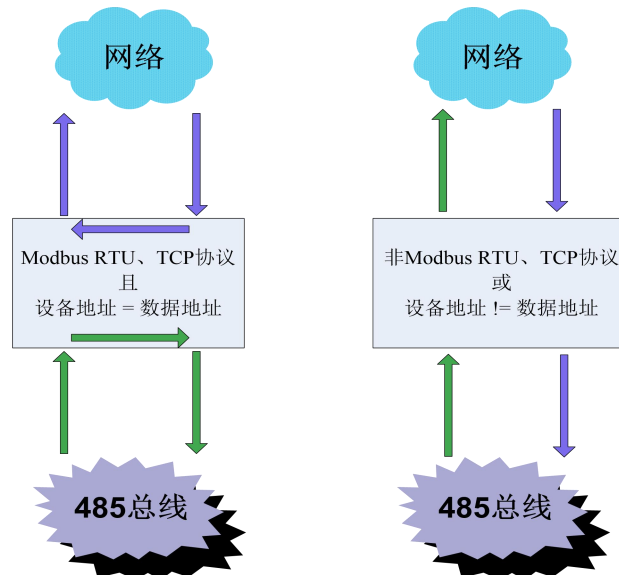 网络
Modbus RTU、TCP协议
且
设备地址 = 数据地址
485总线
网络
非Modbus RTU、TCP协议
或
设备地址 != 数据地址
485总线